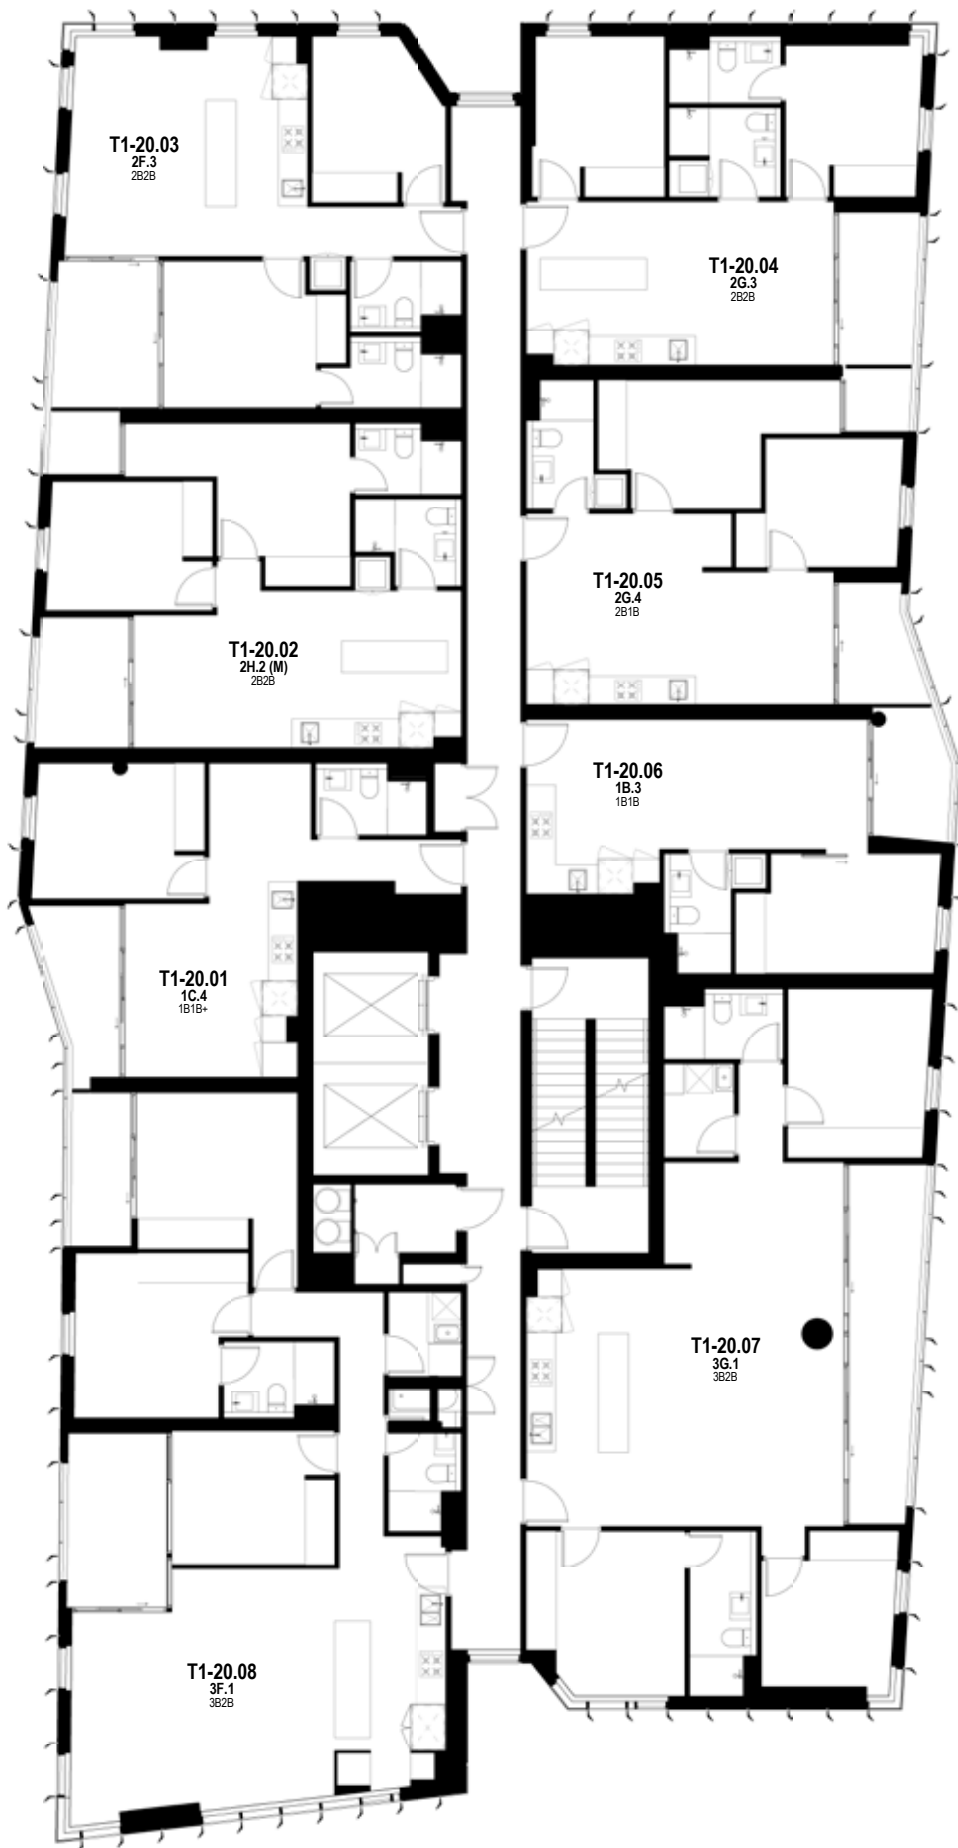 T1-20.03
2F.3
2B2B
T1-20.04
2G.3
2B2B
T1-20.05
2G.4
2B1B
T1-20.02
2H.2 (M)
2B2B
T1-20.06
1B.3
1B1B
T1-20.01
1C.4
1B1B+
T1-20.07
3G.1
3B2B
T1-20.08
3F.1
3B2B